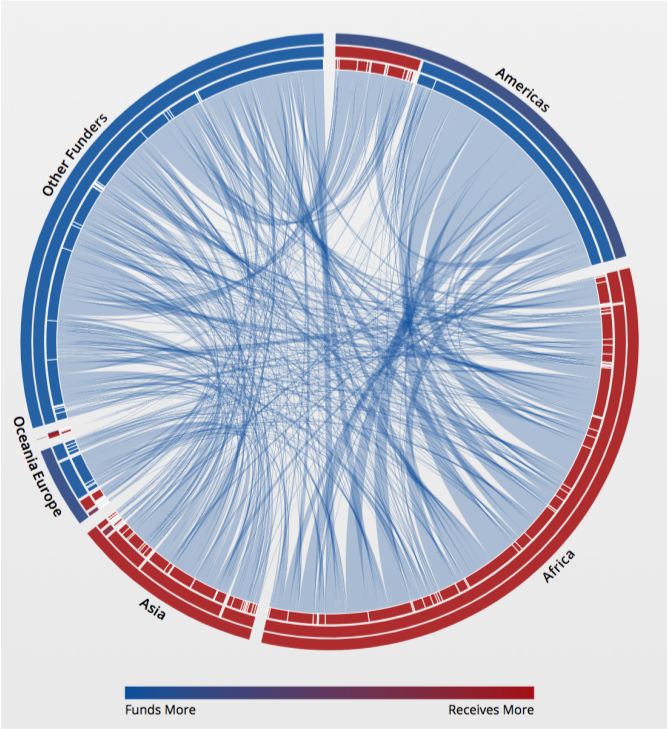 Americas
Other Funders
Oceania
Europe
Asia
Africa
Funds More
Receives More